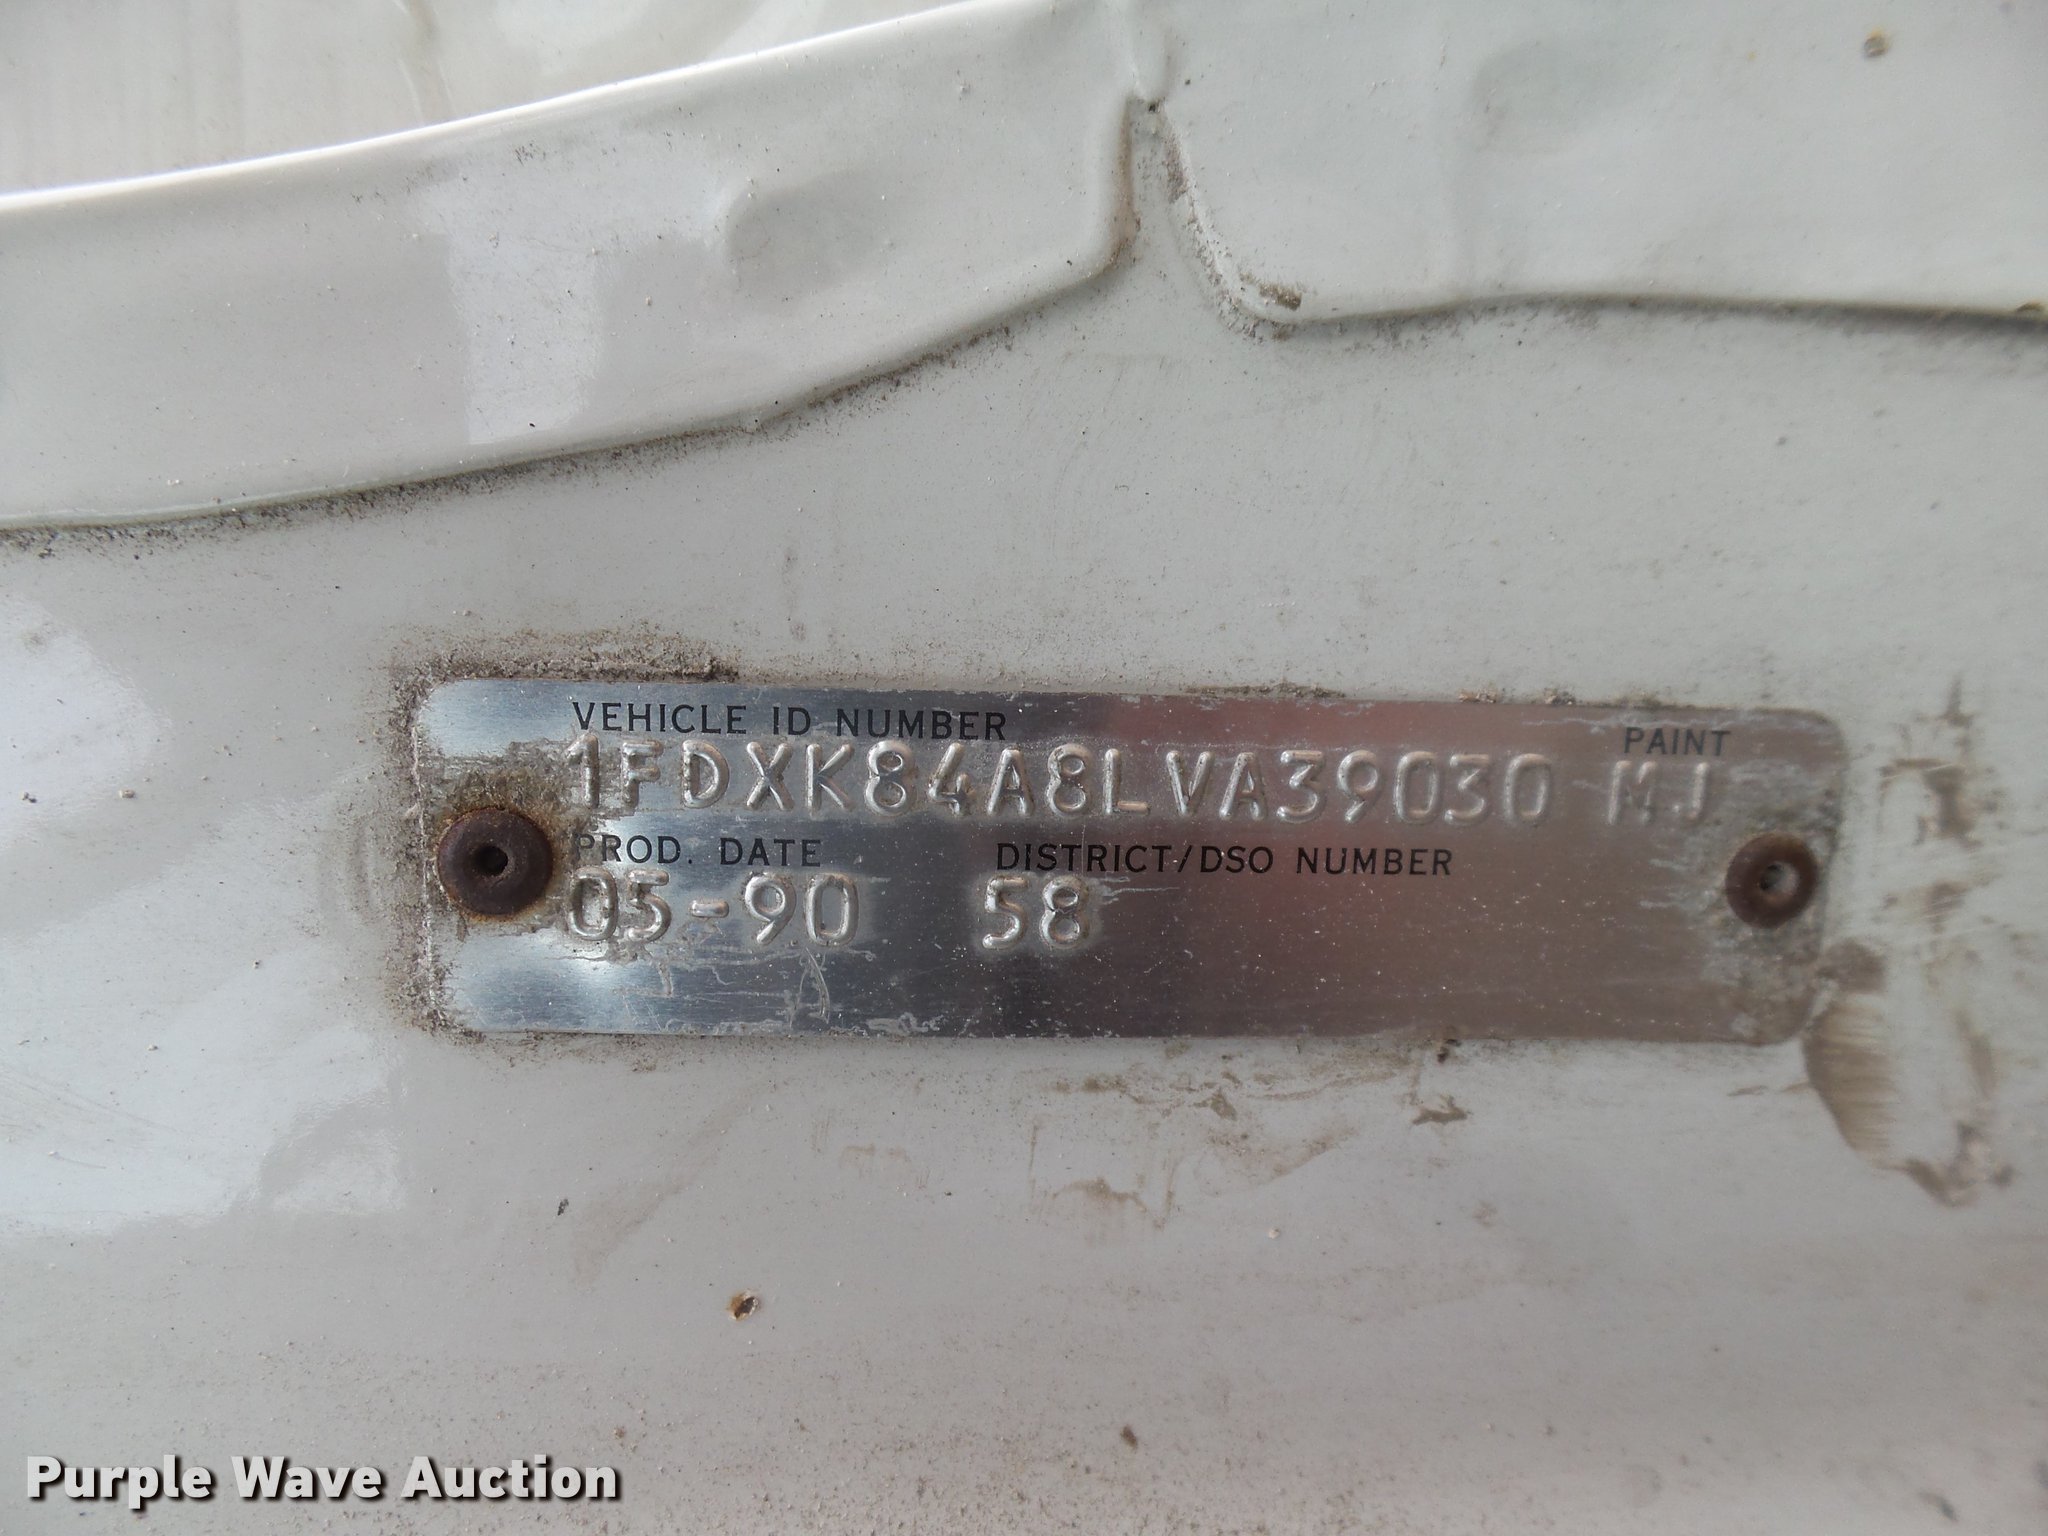 VEHICLE ID NUMBER PAINT
1FDXK84A8LVA39030 MJ
PROD. DATE DISTRICT/DSO NUMBER
05-90 58
Purple Wave Auction